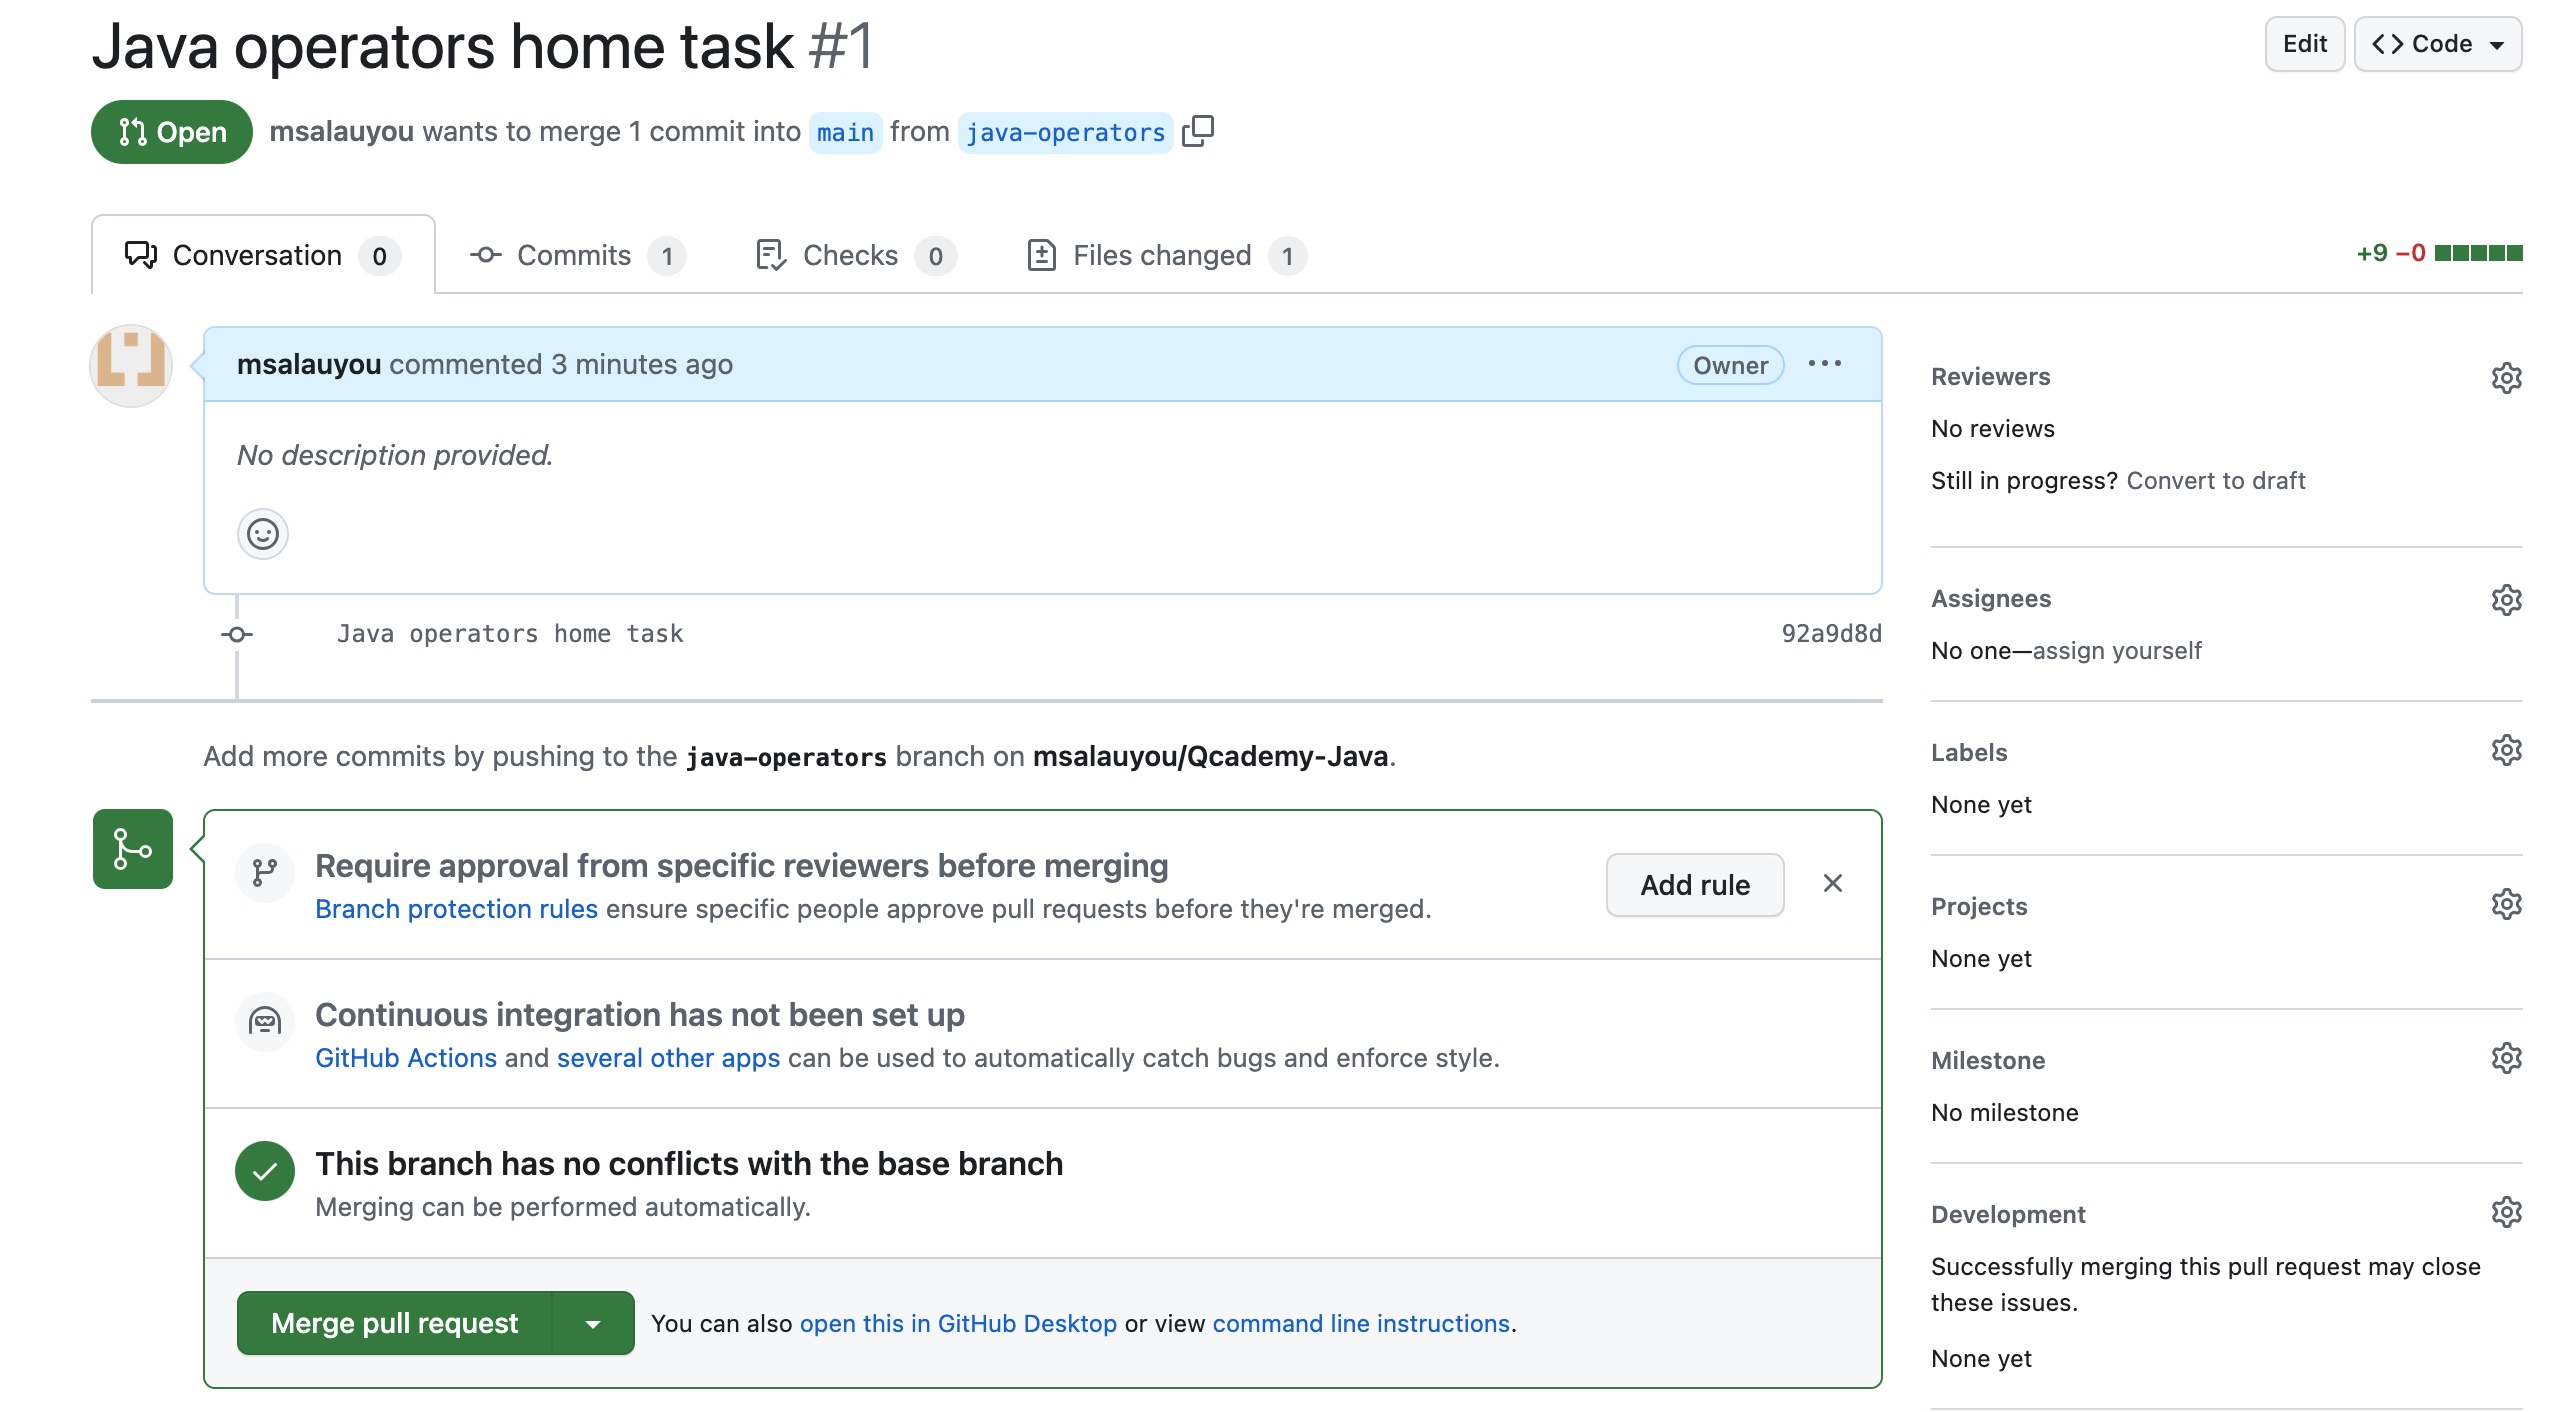 Java operators home task #1
Edit
Code
Open
msalauyou wants to merge 1 commit into main from java-operators
Conversation 0
Commits 1
Checks 0
Files changed 1
+9 −0
msalauyou commented 3 minutes ago
Owner
No description provided.
Java operators home task
92a9d8d
Add more commits by pushing to the java-operators branch on msalauyou/Qcademy-Java.
Require approval from specific reviewers before merging
Branch protection rules ensure specific people approve pull requests before they're merged.
Add rule
Continuous integration has not been set up
GitHub Actions and several other apps can be used to automatically catch bugs and enforce style.
This branch has no conflicts with the base branch
Merging can be performed automatically.
Merge pull request
You can also open this in GitHub Desktop or view command line instructions.
Reviewers
No reviews
Still in progress? Convert to draft
Assignees
No one—assign yourself
Labels
None yet
Projects
None yet
Milestone
No milestone
Development
Successfully merging this pull request may close
these issues.
None yet